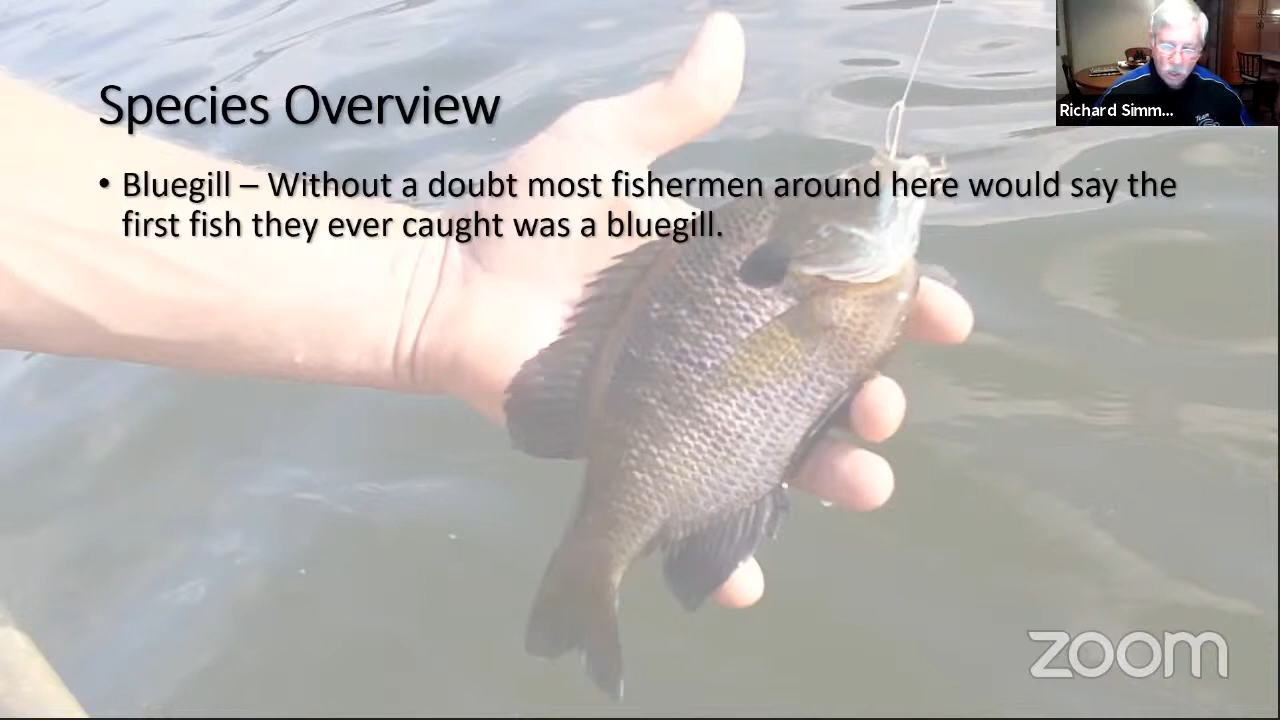 Species Overview
• Bluegill – Without a doubt most fishermen around here would say the
first fish they ever caught was a bluegill.
Richard Simm...
TEAM
zoom